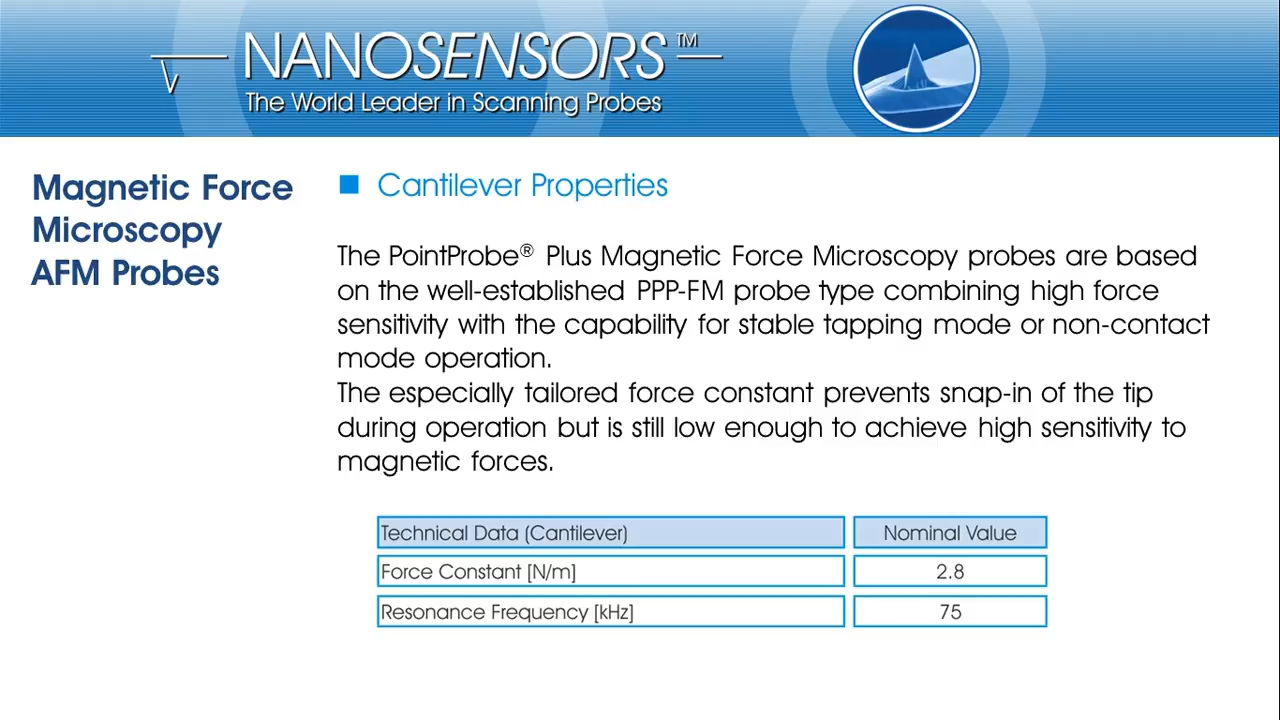 NANOSENSORS™
The World Leader in Scanning Probes
Magnetic Force
Microscopy
AFM Probes
Cantilever Properties
The PointProbe® Plus Magnetic Force Microscopy probes are based
on the well-established PPP-FM probe type combining high force
sensitivity with the capability for stable tapping mode or non-contact
mode operation.
The especially tailored force constant prevents snap-in of the tip
during operation but is still low enough to achieve high sensitivity to
magnetic forces.
Technical Data (Cantilever) Nominal Value
Force Constant [N/m] 2.8
Resonance Frequency [kHz] 75